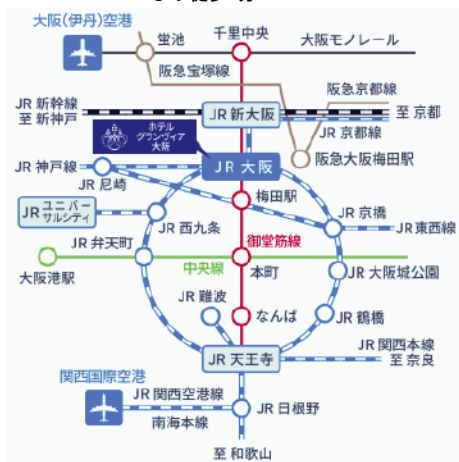 大阪(伊丹)空港
蛍池
千里中央
大阪モノレール
阪急宝塚線
阪急京都線
JR 新幹線
至 新神戸
JR 新大阪
至 京都
JR 京都線
ホテル
グランヴィア
大阪
阪急大阪梅田駅
JR 神戸線
JR 大阪
JR 尼崎
梅田駅
JR ユニバー
サルシティ
JR 西九条
JR 京橋
JR東西線
御堂筋線
JR 弁天町
中央線
本町
大阪港駅
JR 大阪城公園
JR 難波
なんば
JR 鶴橋
JR 関西本線
至 奈良
JR 天王寺
関西国際空港
JR 関西空港線
南海本線
JR 日根野
至 和歌山